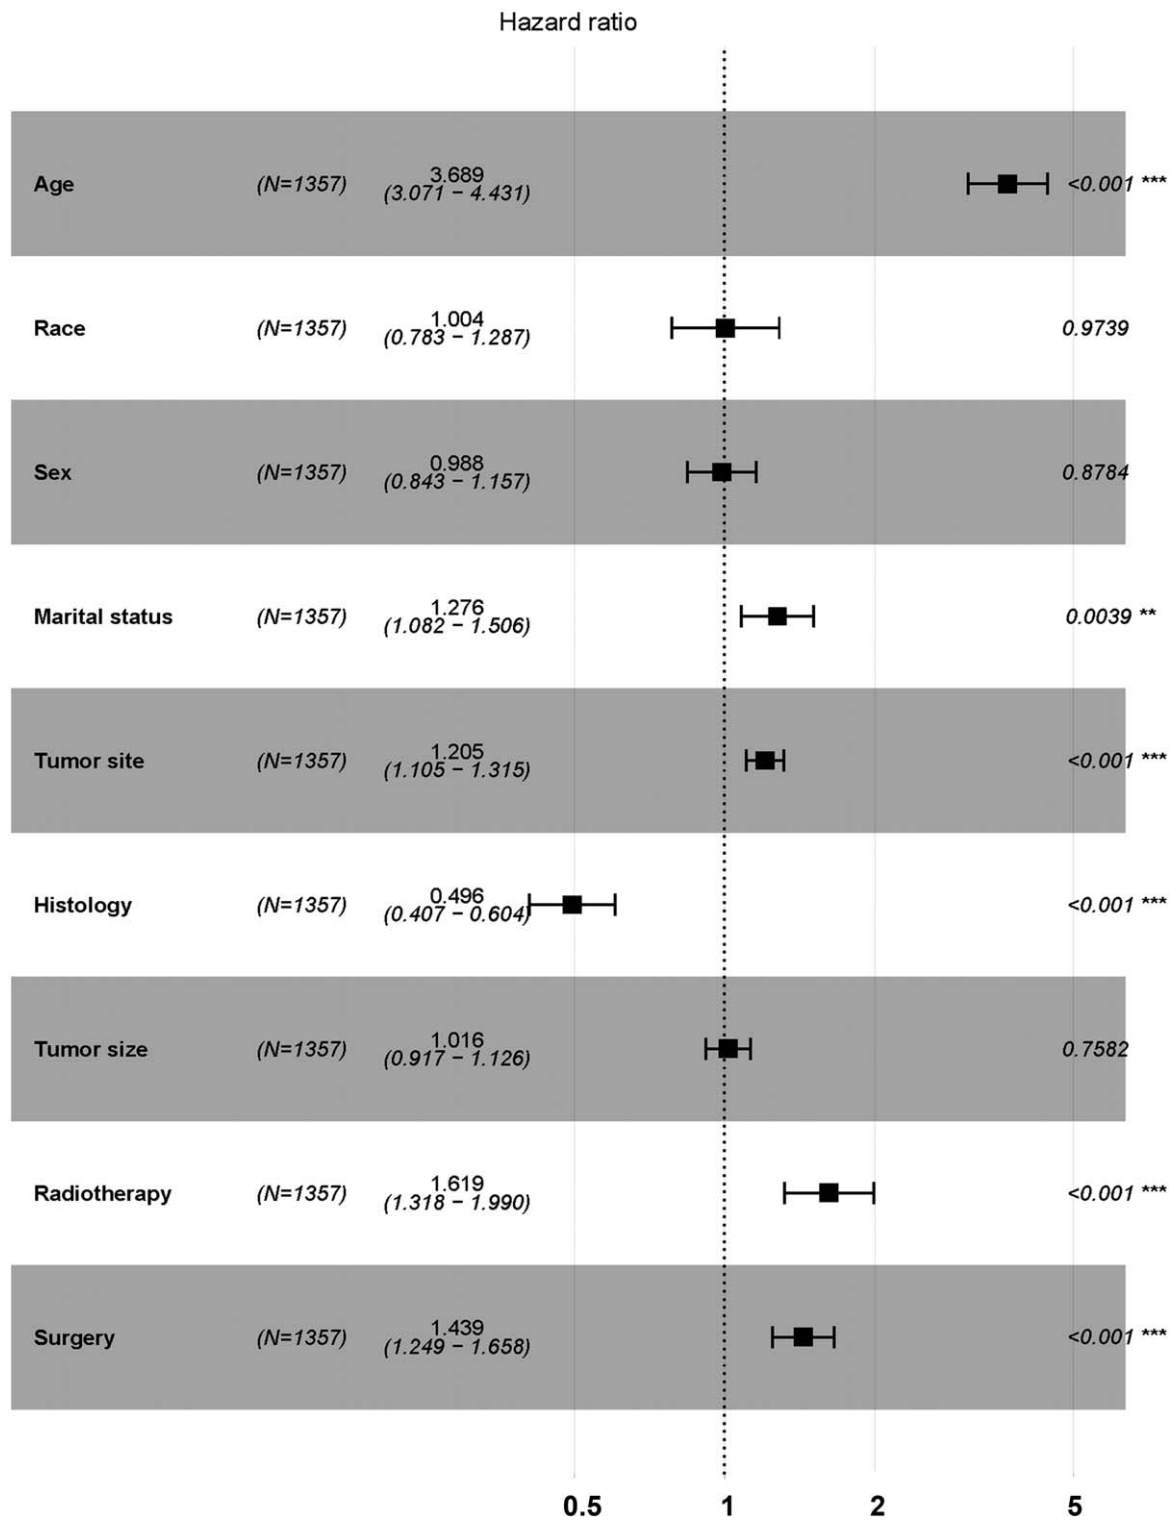 Hazard ratio
Age (N=1357) 3.689 <0.001 ***
(3.071 − 4.431)
Race (N=1357) 1.004 0.9739
(0.783 − 1.287)
Sex (N=1357) 0.988 0.8784
(0.843 − 1.157)
Marital status (N=1357) 1.276 0.0039 **
(1.082 − 1.506)
Tumor site (N=1357) 1.205 <0.001 ***
(1.105 − 1.315)
Histology (N=1357) 0.496 <0.001 ***
(0.407 − 0.604)
Tumor size (N=1357) 1.016 0.7582
(0.917 − 1.126)
Radiotherapy (N=1357) 1.619 <0.001 ***
(1.318 − 1.990)
Surgery (N=1357) 1.439 <0.001 ***
(1.249 − 1.658)
0.5 1 2 5